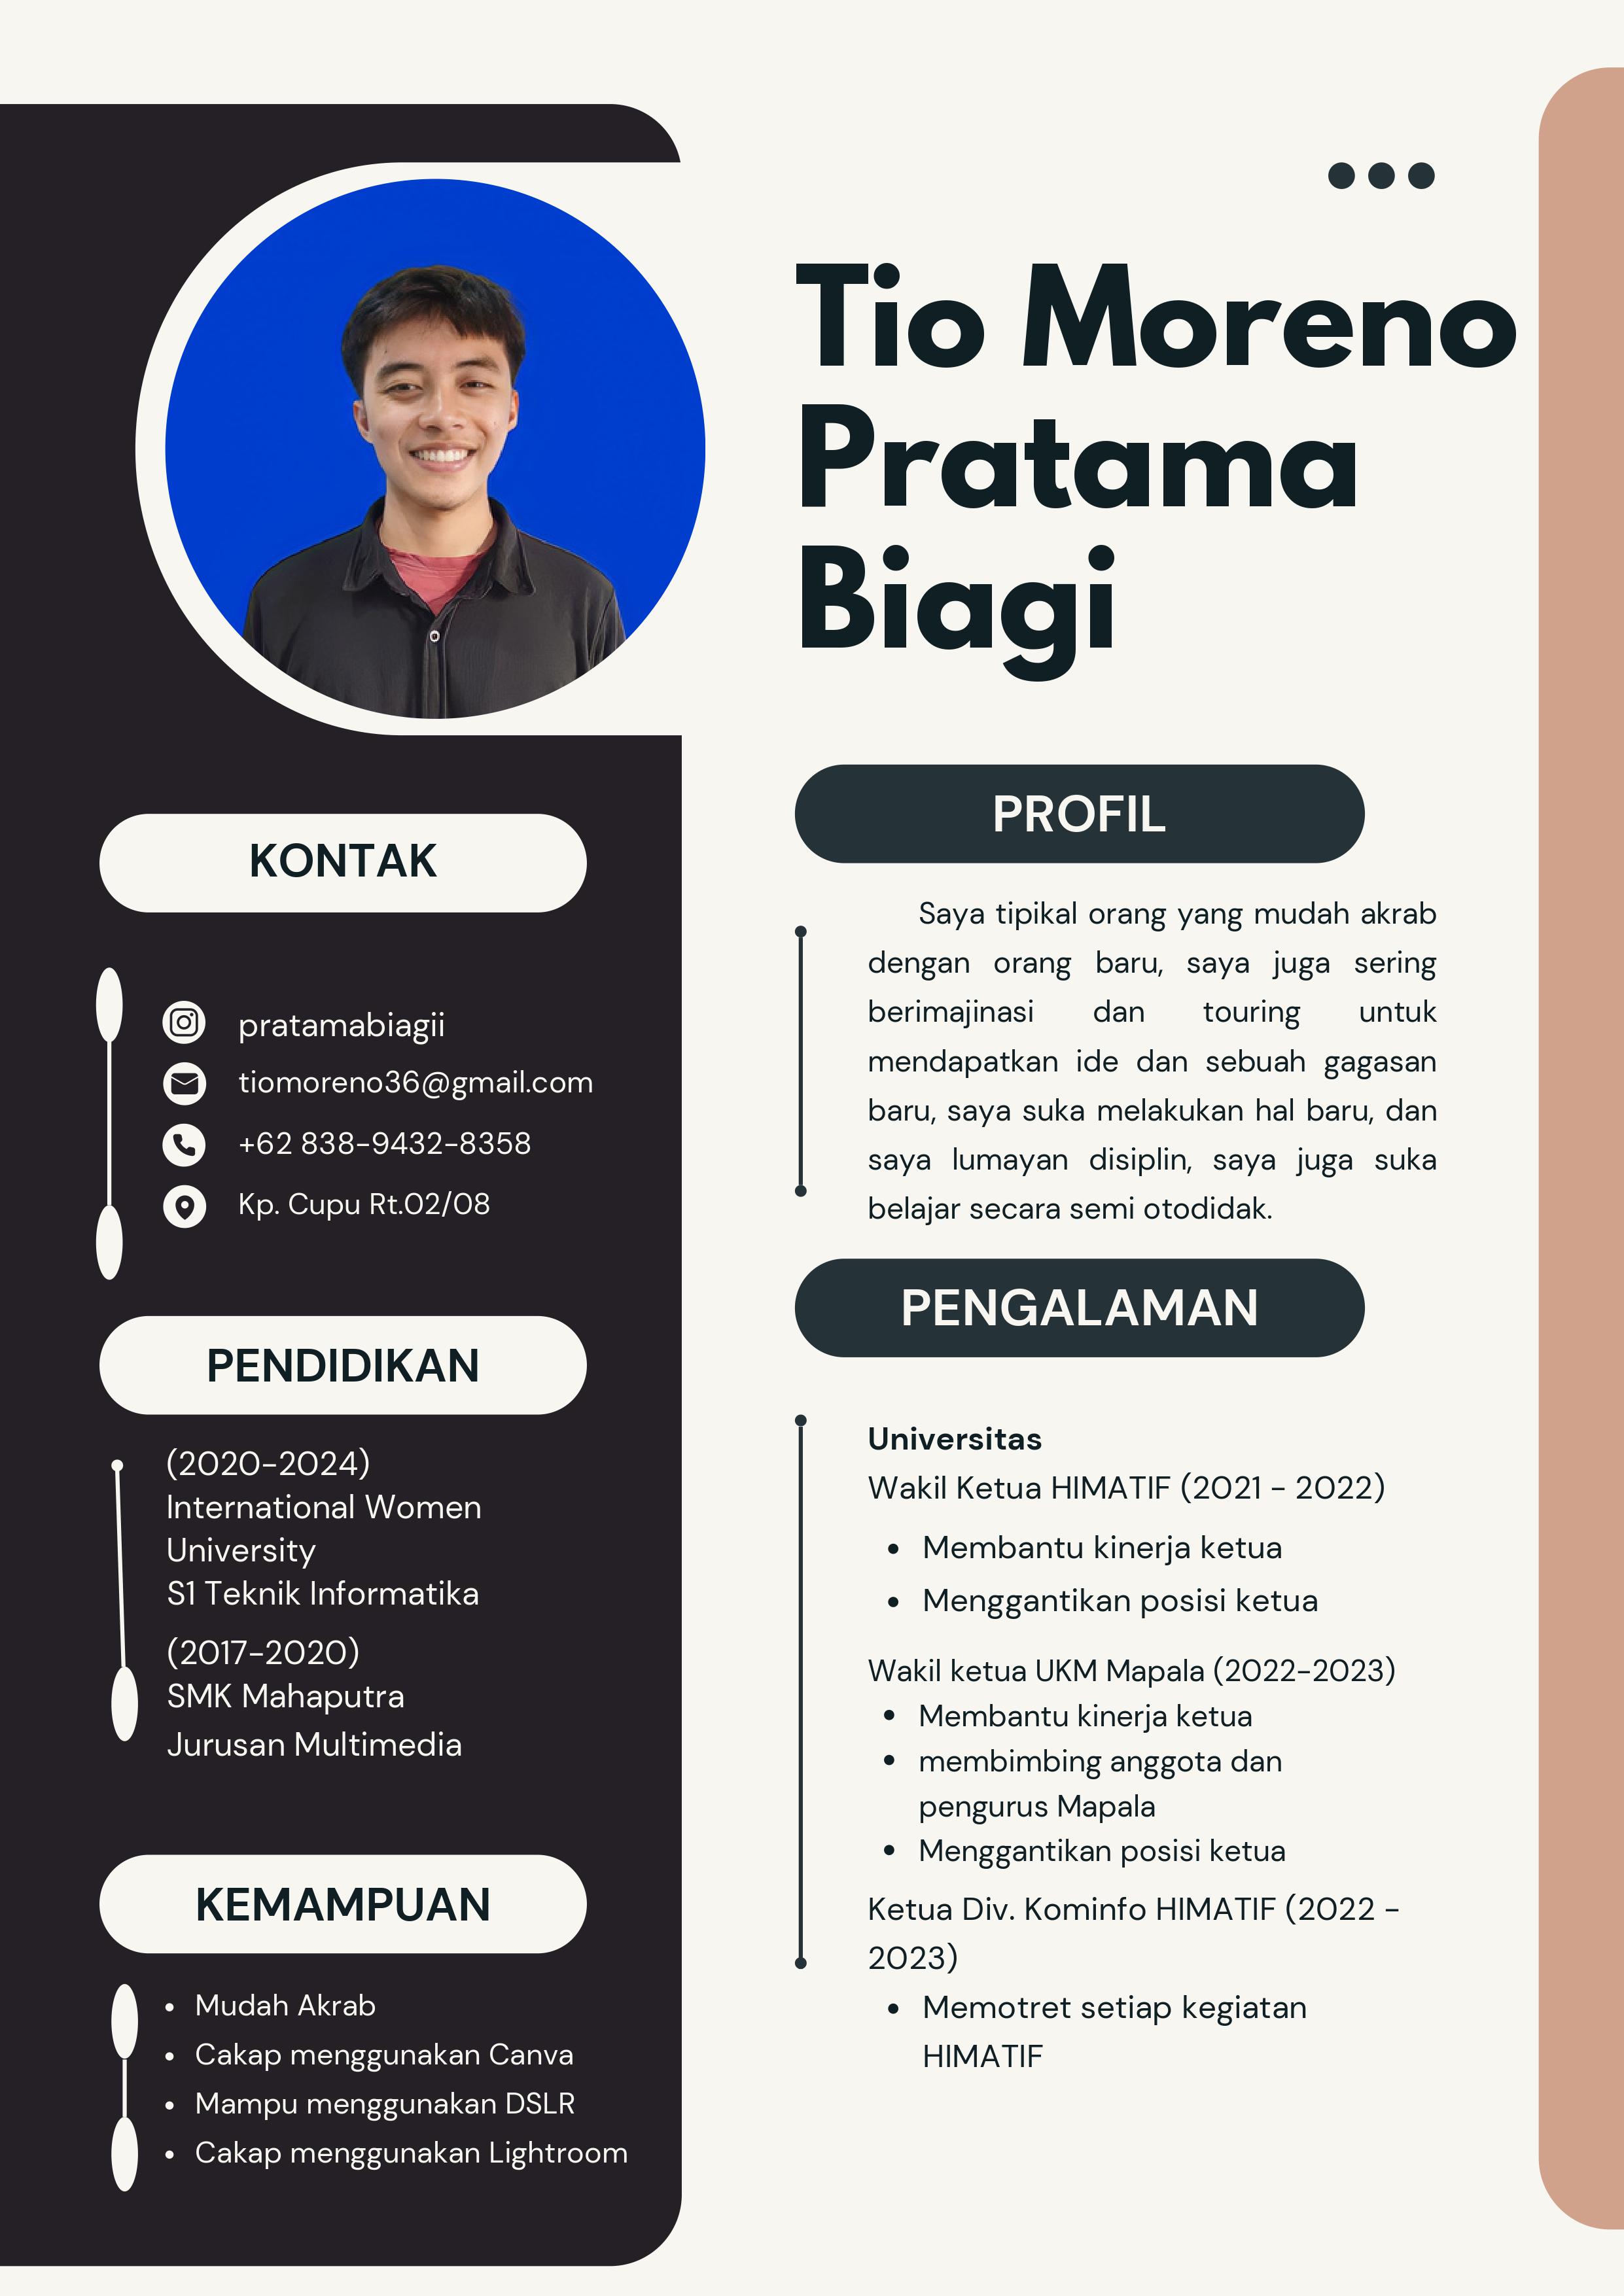 Tio Moreno
Pratama
Biagi
KONTAK
pratamabiagii
tiomoreno36@gmail.com
+62 838-9432-8358
Kp. Cupu Rt.02/08
PENDIDIKAN
(2020-2024)
International Women
University
S1 Teknik Informatika
(2017-2020)
SMK Mahaputra
Jurusan Multimedia
KEMAMPUAN
• Mudah Akrab
• Cakap menggunakan Canva
• Mampu menggunakan DSLR
• Cakap menggunakan Lightroom
PROFIL
Saya tipikal orang yang mudah akrab
dengan orang baru, saya juga sering
berimajinasi dan touring untuk
mendapatkan ide dan sebuah gagasan
baru, saya suka melakukan hal baru, dan
saya lumayan disiplin, saya juga suka
belajar secara semi otodidak.
PENGALAMAN
Universitas
Wakil Ketua HIMATIF (2021 - 2022)
• Membantu kinerja ketua
• Menggantikan posisi ketua
Wakil ketua UKM Mapala (2022-2023)
• Membantu kinerja ketua
• membimbing anggota dan
pengurus Mapala
• Menggantikan posisi ketua
Ketua Div. Kominfo HIMATIF (2022 -
2023)
• Memotret setiap kegiatan
HIMATIF